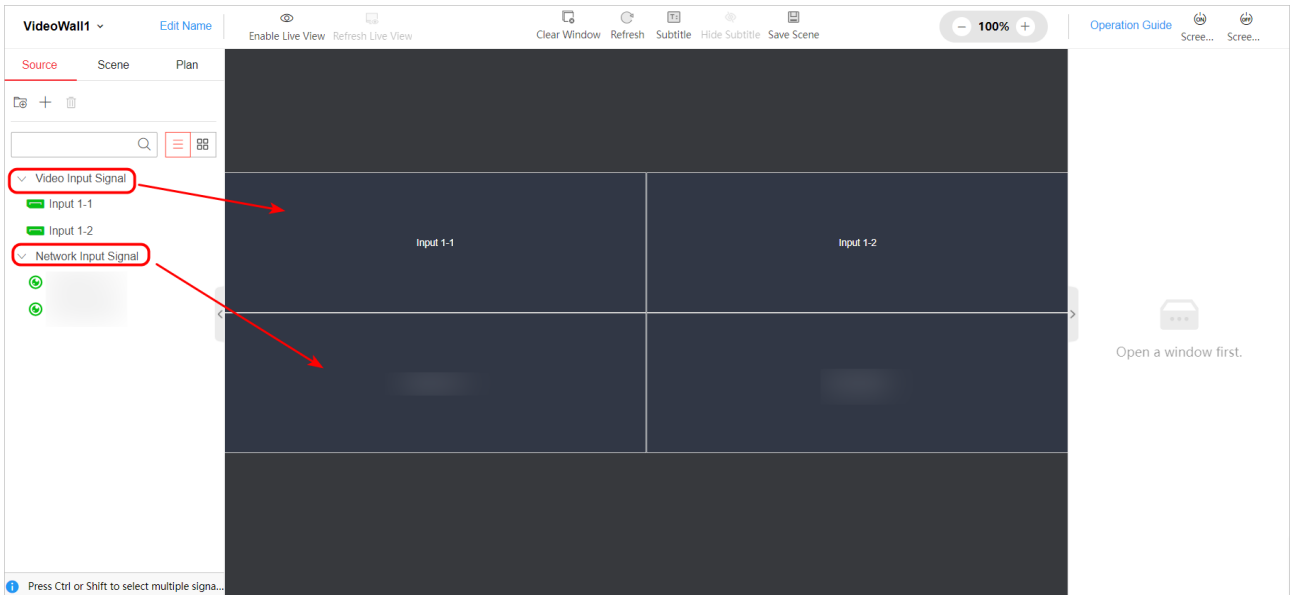 VideoWall1
Edit Name
Enable Live View
Refresh Live View
Clear Window
Refresh
Subtitle
Hide Subtitle
Save Scene
100%
Operation Guide
ON
Scree...
OFF
Scree...
Source
Scene
Plan
Video Input Signal
Input 1-1
Input 1-2
Network Input Signal
Input 1-1
Input 1-2
Open a window first.
Press Ctrl or Shift to select multiple signa...